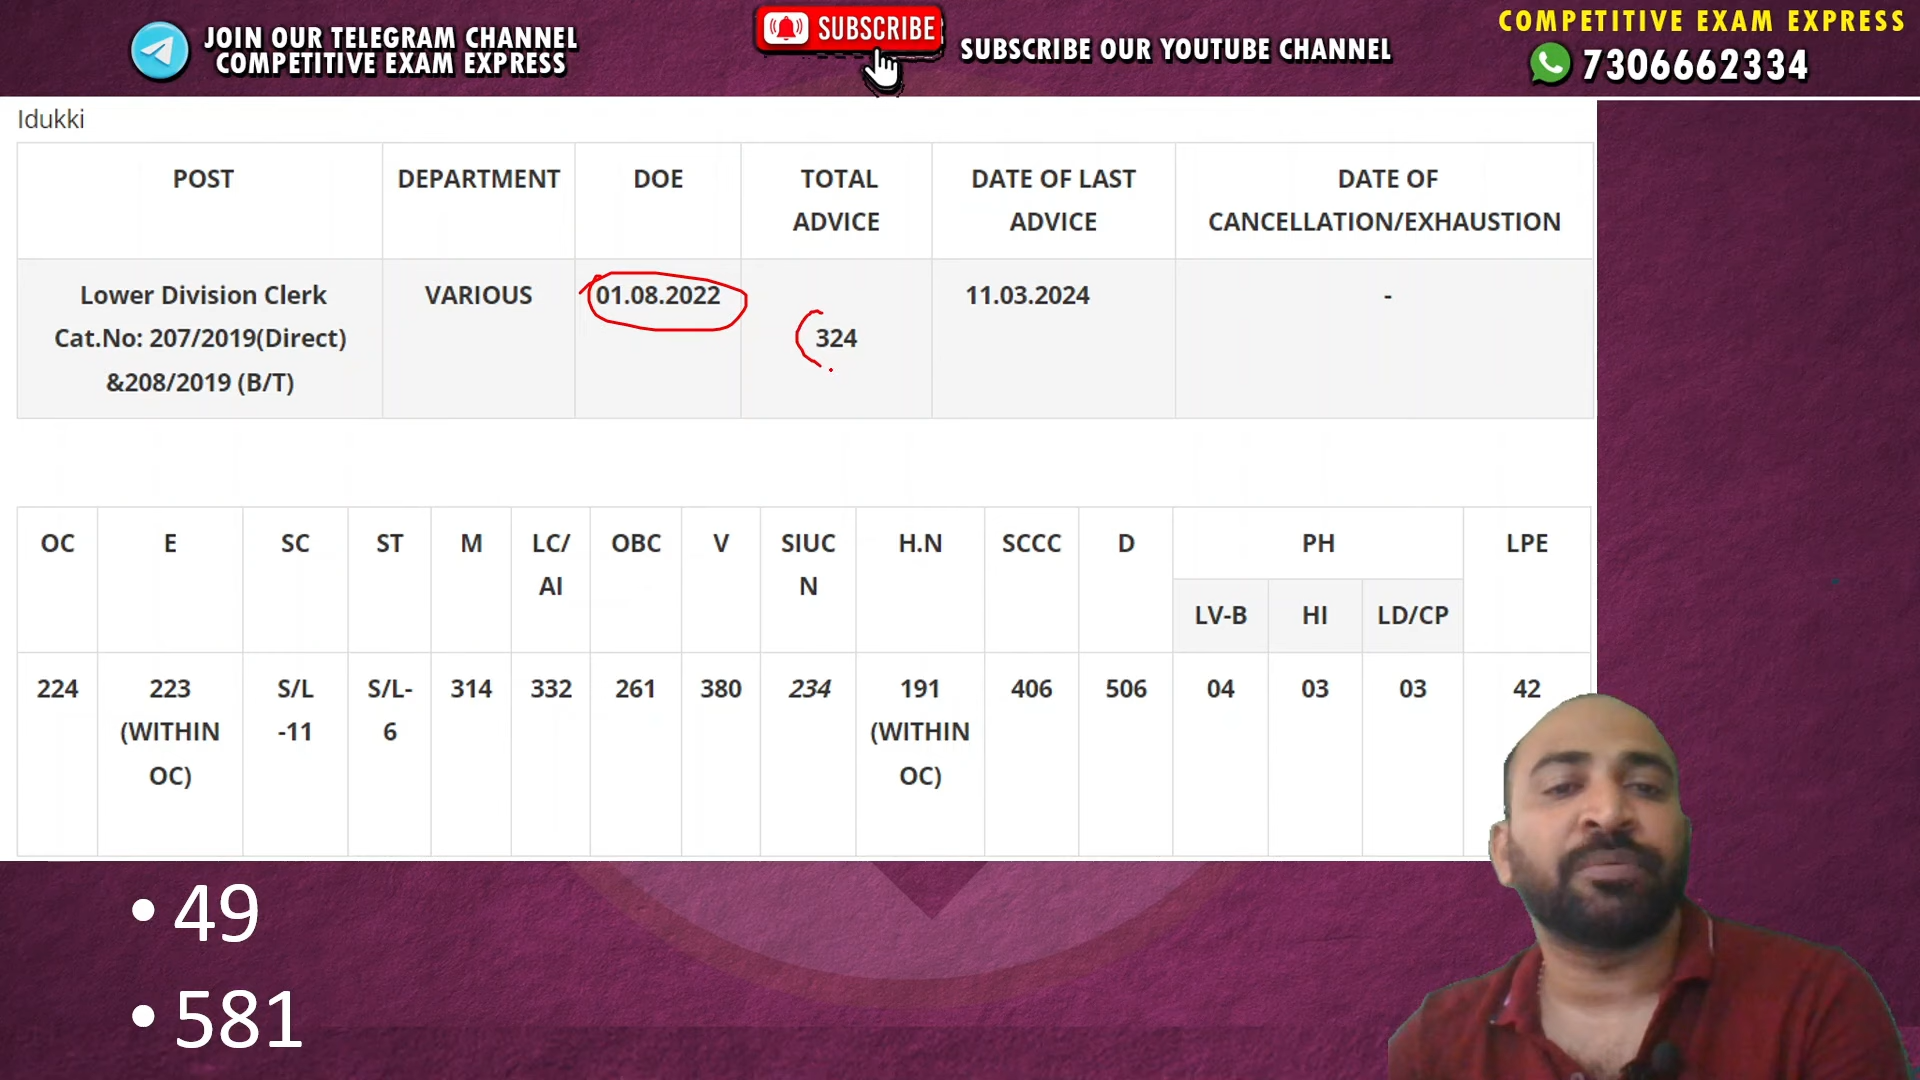 JOIN OUR TELEGRAM CHANNEL
COMPETITIVE EXAM EXPRESS
SUBSCRIBE
SUBSCRIBE OUR YOUTUBE CHANNEL
COMPETITIVE EXAM EXPRESS
7306662334
Idukki
POST DEPARTMENT DOE TOTAL ADVICE DATE OF LAST ADVICE DATE OF CANCELLATION/EXHAUSTION
Lower Division Clerk VARIOUS 01.08.2022 11.03.2024 -
Cat.No: 207/2019(Direct) 324
&208/2019 (B/T)
OC E SC ST M LC/ OBC V SIUC H.N SCCC D PH LPE
AI N
LV-B HI LD/CP
224 223 S/L S/L- 314 332 261 380 234 191 406 506 04 03 03 42
(WITHIN -11 6 (WITHIN
OC) OC)
• 49
• 581